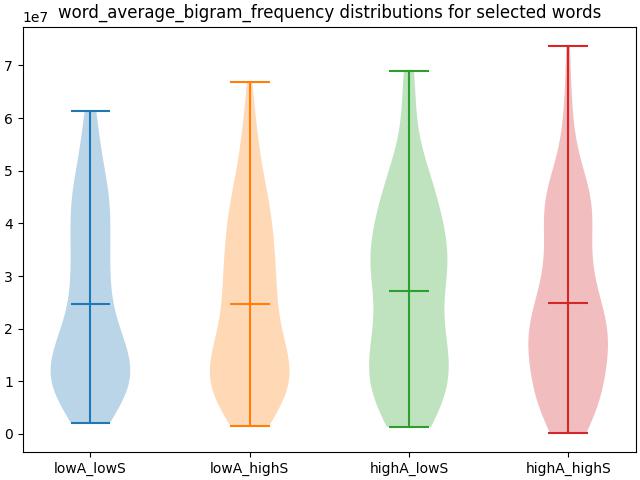 word_average_bigram_frequency distributions for selected words
1e7
7
6
5
4
3
2
1
0
lowA_lowS lowA_highS highA_lowS highA_highS